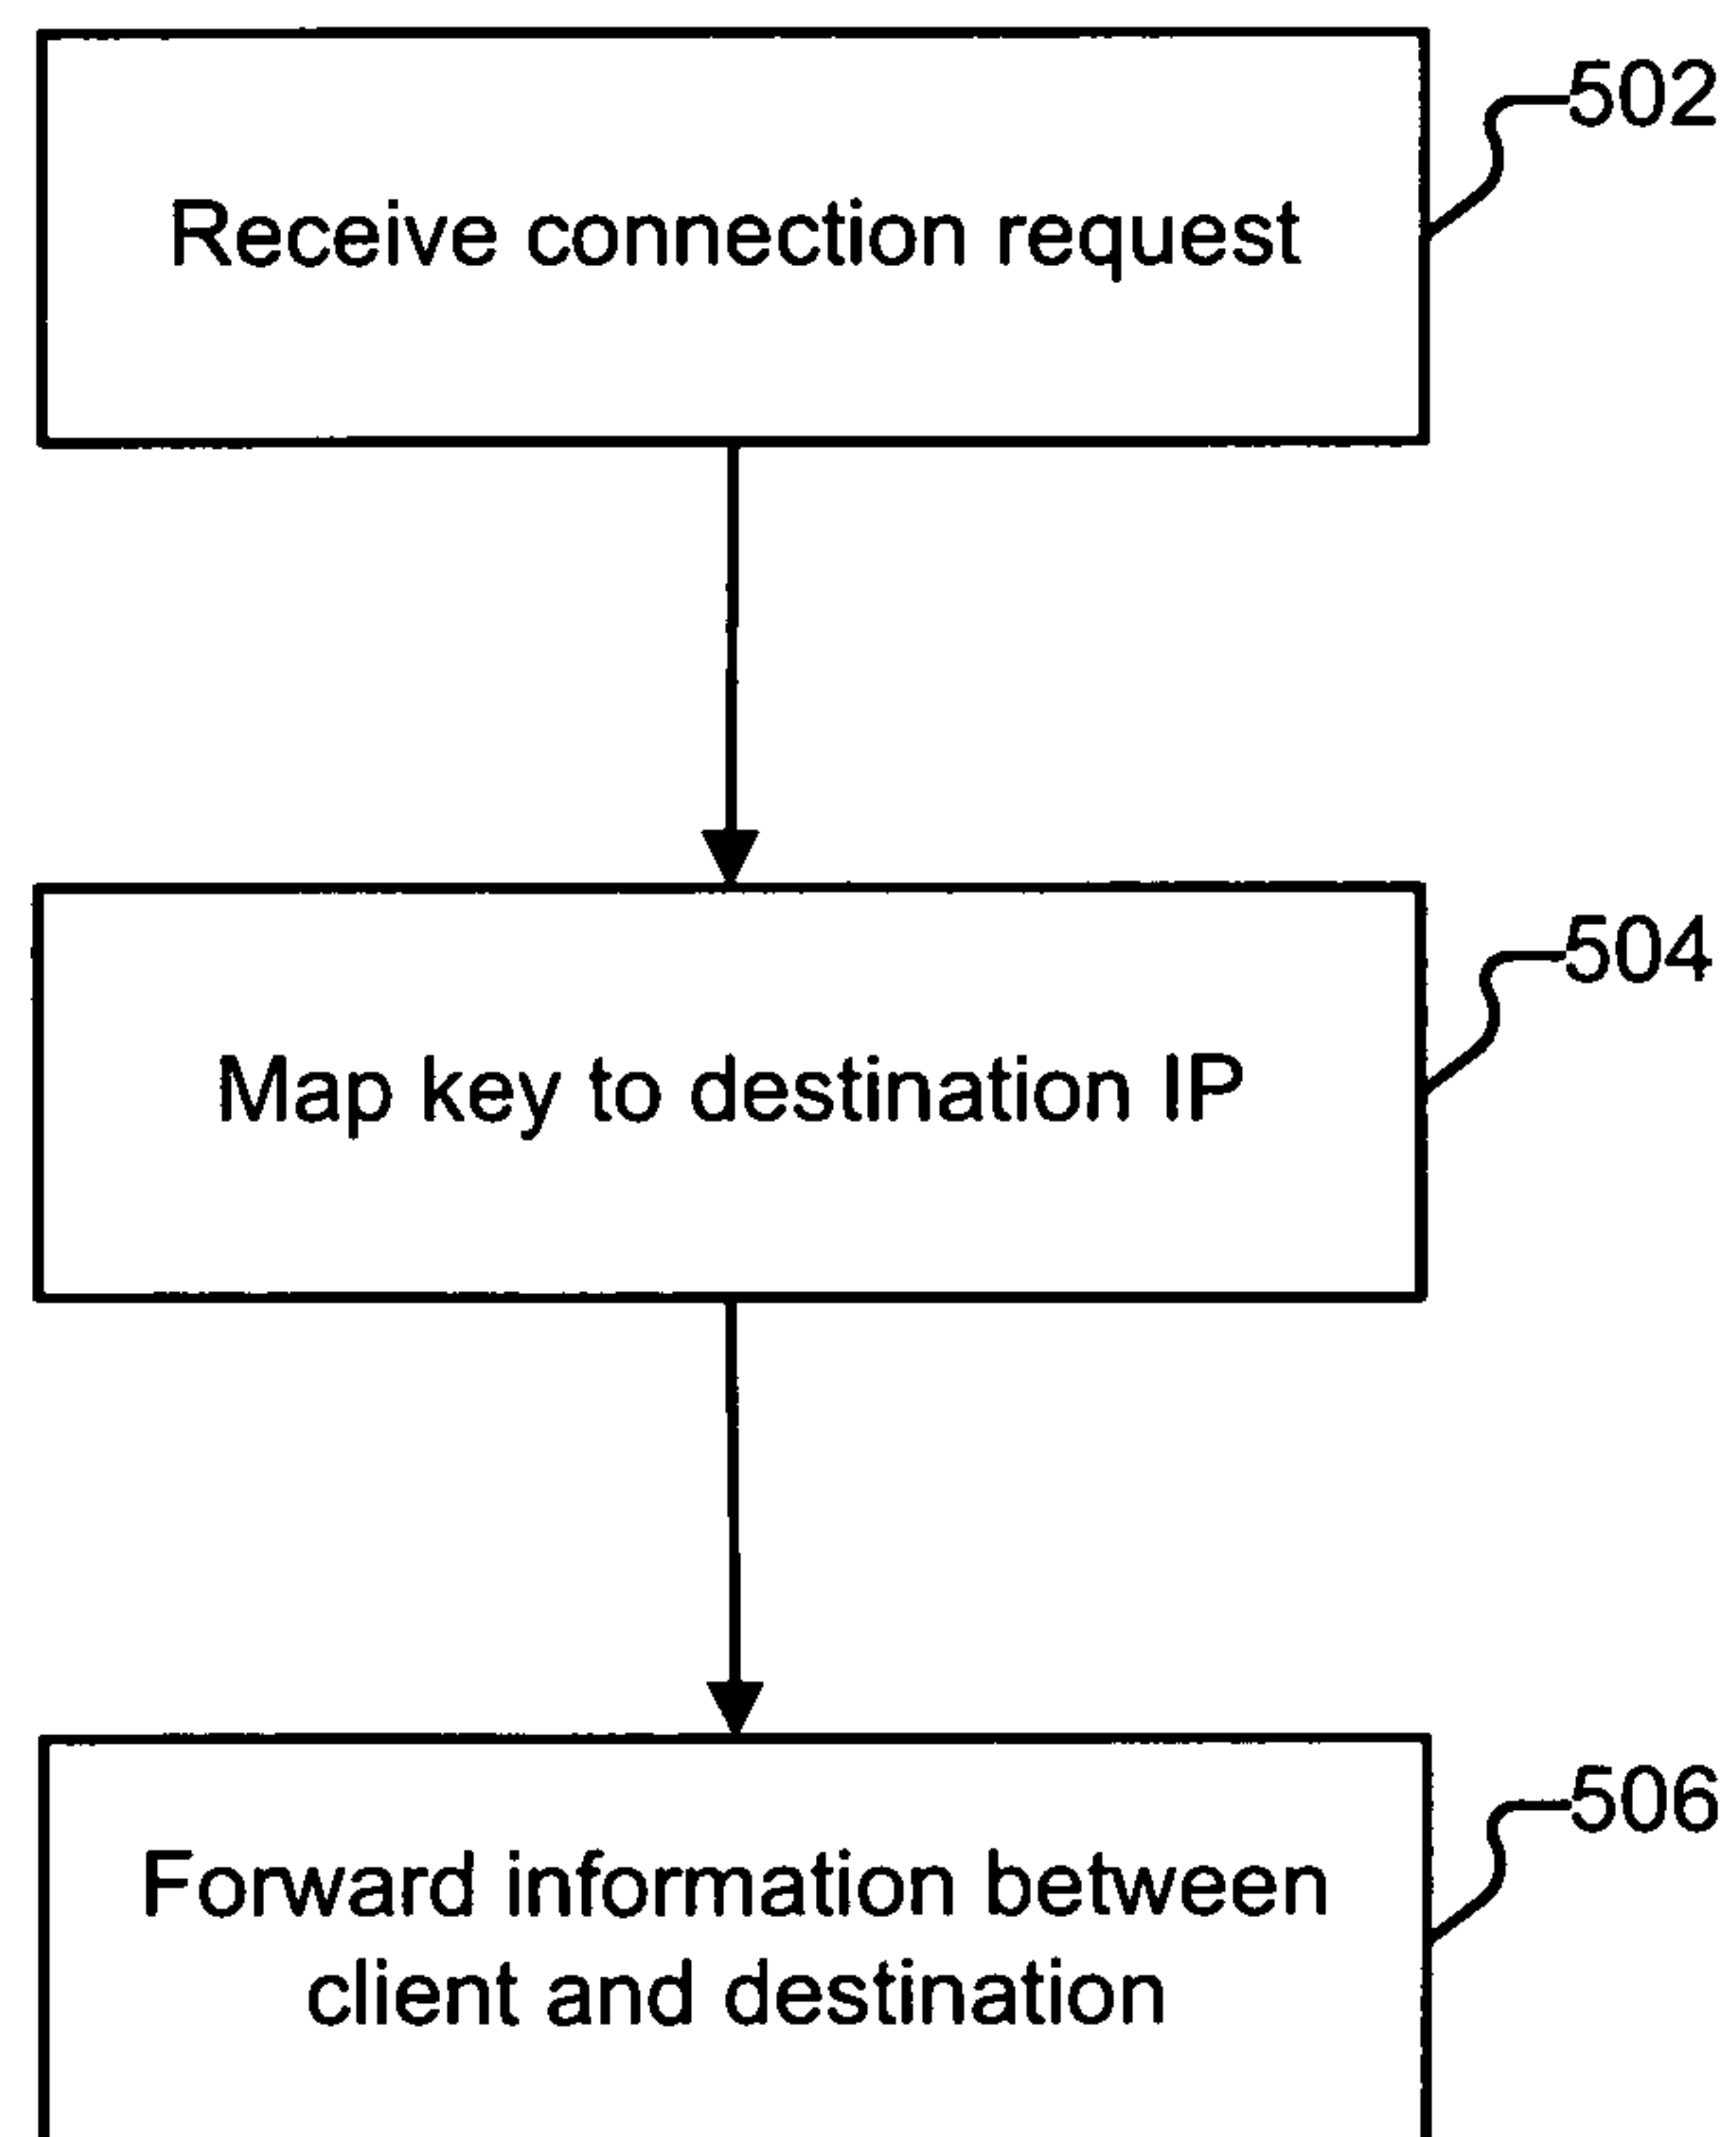 502
Receive connection request
504
Map key to destination IP
506
Forward information between
client and destination